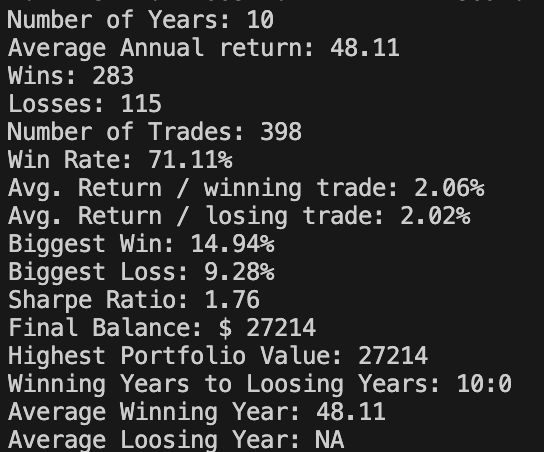 Number of Years: 10
Average Annual return: 48.11
Wins: 283
Losses: 115
Number of Trades: 398
Win Rate: 71.11%
Avg. Return / winning trade: 2.06%
Avg. Return / losing trade: 2.02%
Biggest Win: 14.94%
Biggest Loss: 9.28%
Sharpe Ratio: 1.76
Final Balance: $ 27214
Highest Portfolio Value: 27214
Winning Years to Loosing Years: 10:0
Average Winning Year: 48.11
Average Loosing Year: NA